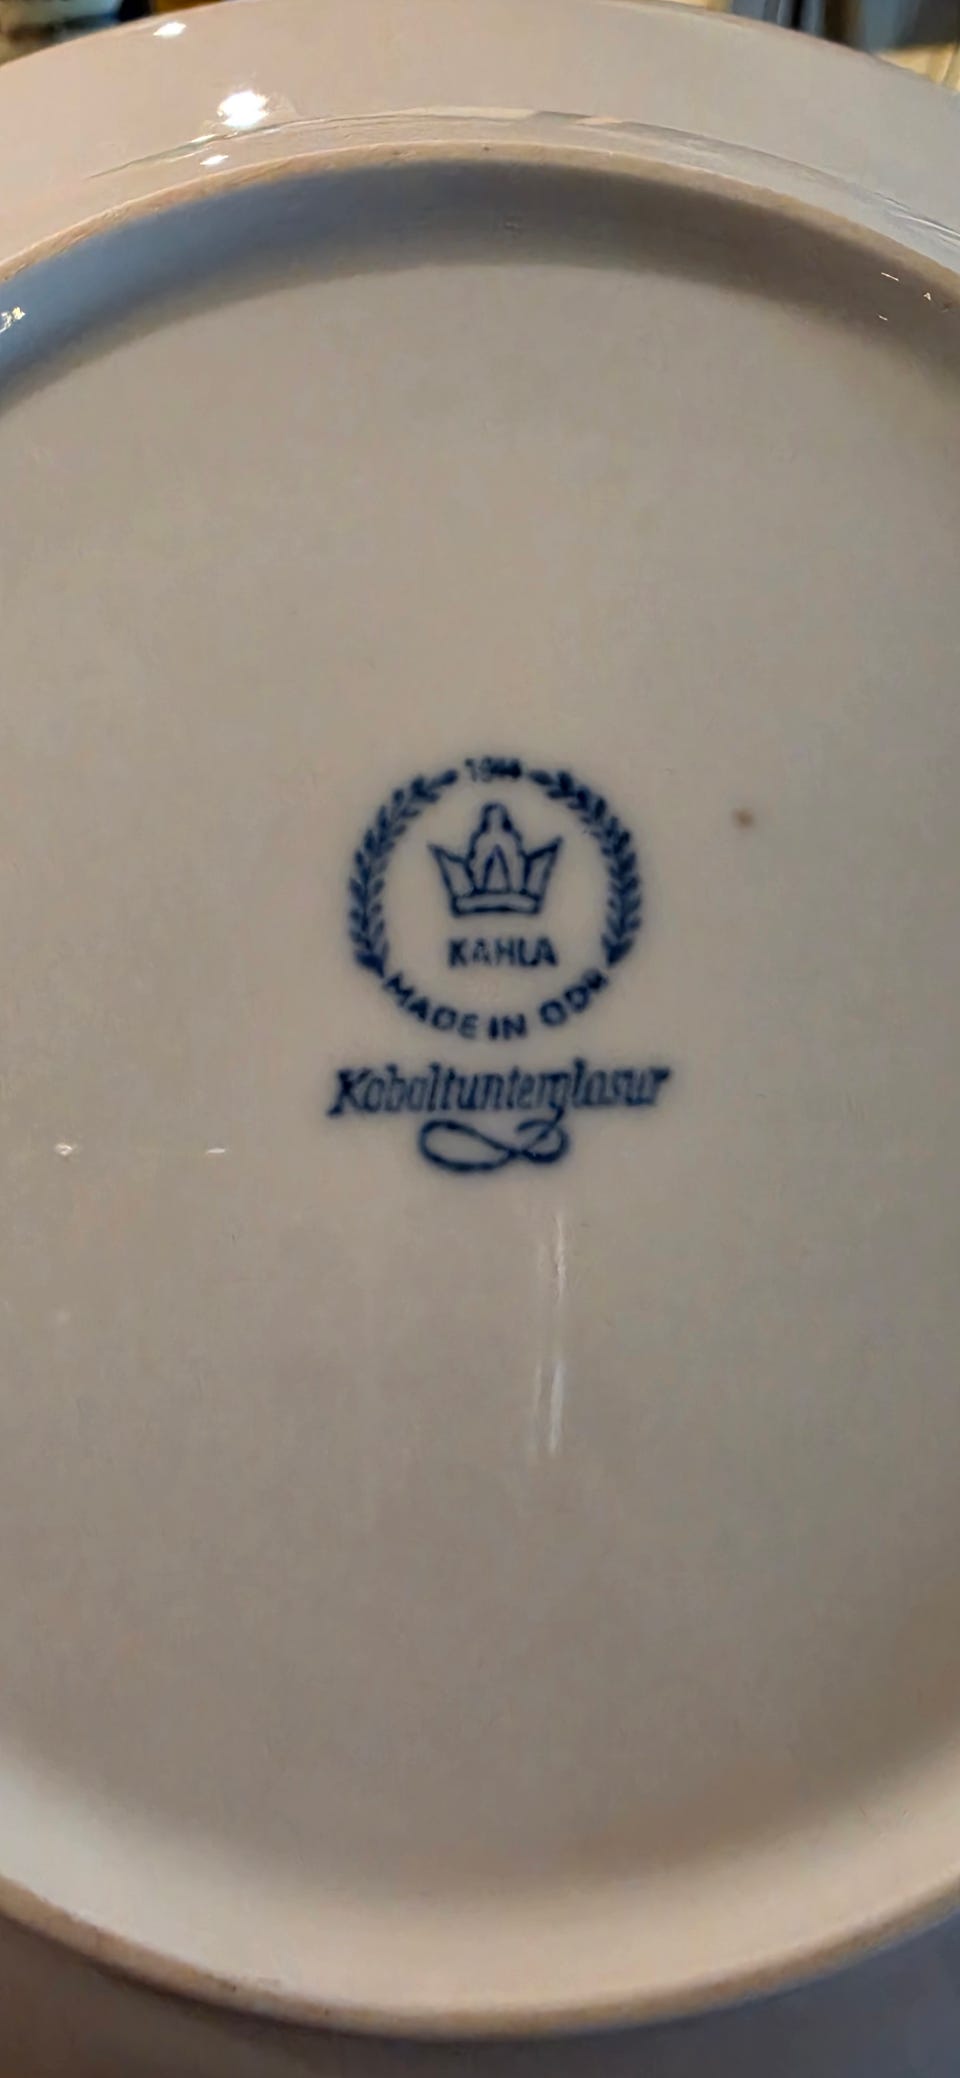 1844
KAHLA
MADE IN GDR
Kobaltunterglasur